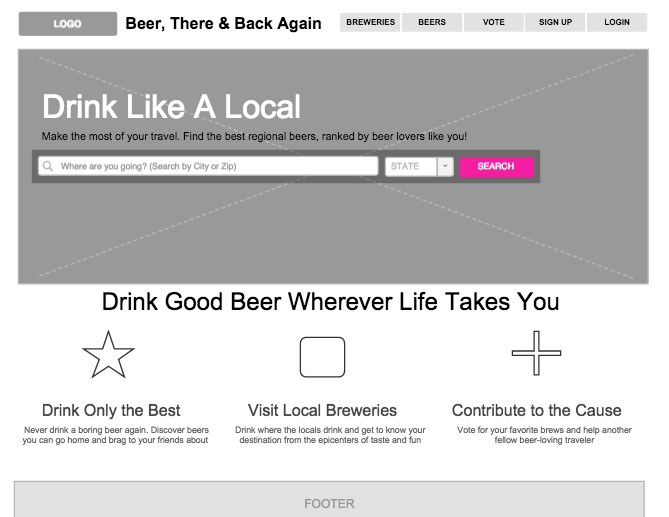 LOGO
Beer, There & Back Again
BREWERIES
BEERS
VOTE
SIGN UP
LOGIN
Drink Like A Local
Make the most of your travel. Find the best regional beers, ranked by beer lovers like you!
Where are you going? (Search by City or Zip)
STATE
SEARCH
Drink Good Beer Wherever Life Takes You
Drink Only the Best
Never drink a boring beer again. Discover beers
you can go home and brag to your friends about
Visit Local Breweries
Drink where the locals drink and get to know your
destination from the epicenters of taste and fun
Contribute to the Cause
Vote for your favorite brews and help another
fellow beer-loving traveler
FOOTER